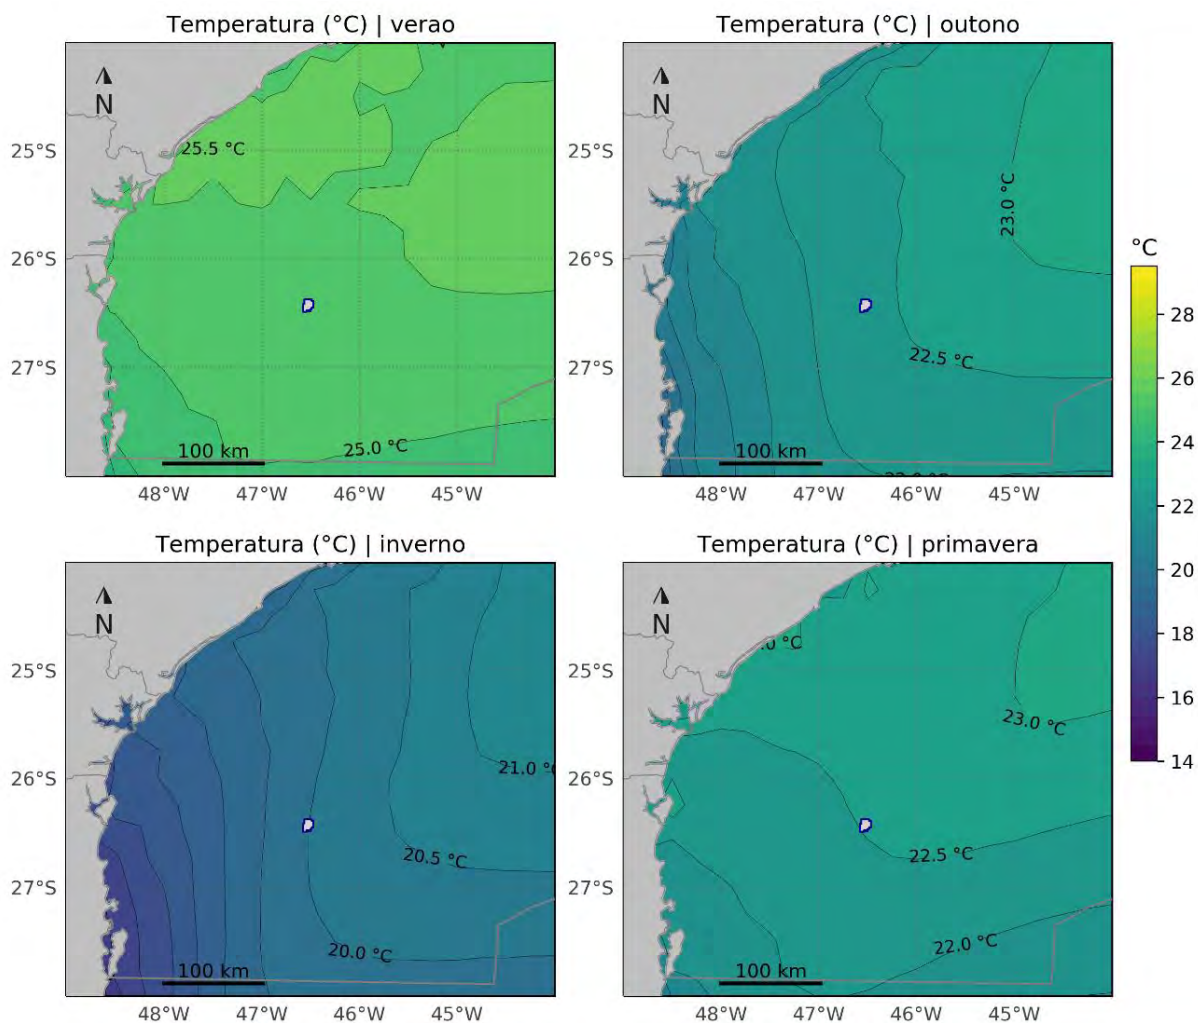 Temperatura (°C) | verao
Temperatura (°C) | outono
N
N
25.5 °C
25.0 °C
100 km
23.0 °C
22.5 °C
100 km
25°S
26°S
27°S
25°S
26°S
27°S
48°W 47°W 46°W 45°W
48°W 47°W 46°W 45°W
°C
28
26
24
22
20
18
16
14
Temperatura (°C) | inverno
Temperatura (°C) | primavera
N
N
21.0 °C
20.5 °C
20.0 °C
100 km
23.0 °C
22.5 °C
22.0 °C
100 km
25°S
26°S
27°S
25°S
26°S
27°S
48°W 47°W 46°W 45°W
48°W 47°W 46°W 45°W